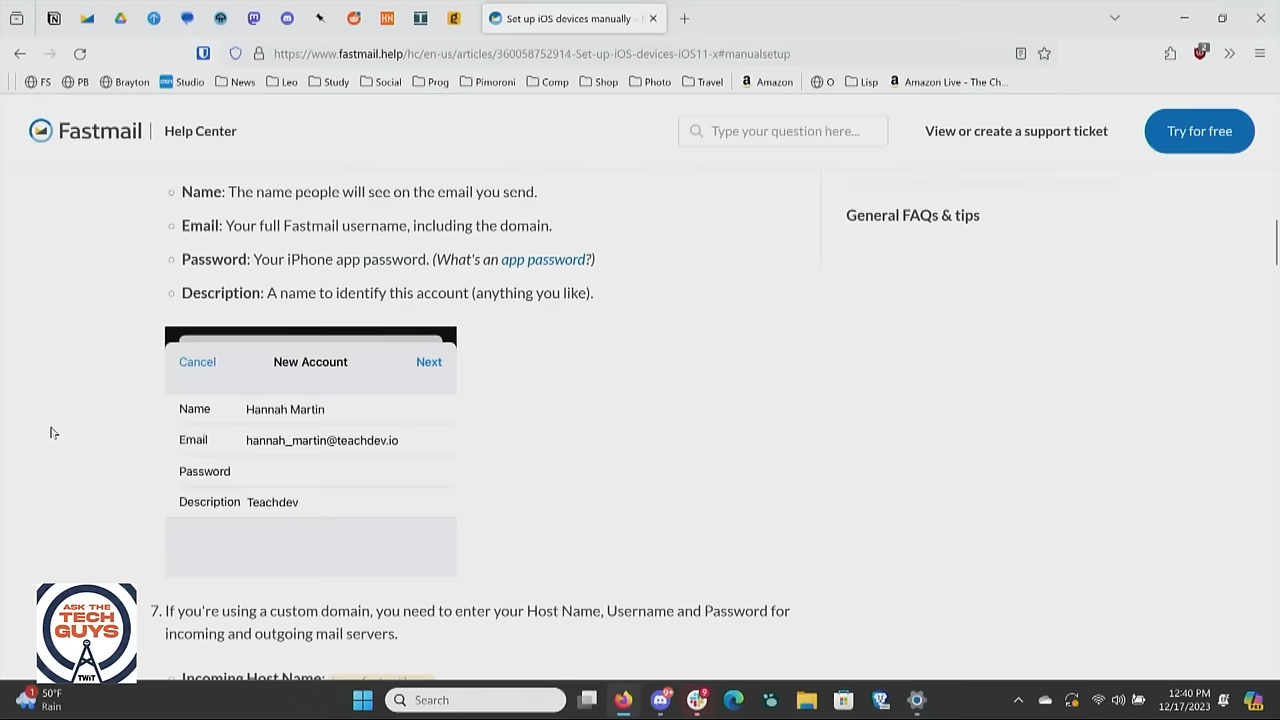 Set up iOS devices manually
https://www.fastmail.help/hc/en-us/articles/360058752914-Set-up-iOS-devices-iOS11-x#manualsetup
FS PB Brayton Studio News Leo Study Social Prog Pimoroni Comp Shop Photo Travel Amazon O Lisp Amazon Live - The Ch...
Fastmail Help Center Type your question here... View or create a support ticket Try for free
Name: The name people will see on the email you send.
General FAQs & tips
Email: Your full Fastmail username, including the domain.
Password: Your iPhone app password. (What's an app password?)
Description: A name to identify this account (anything you like).
Cancel New Account Next
Name Hannah Martin
Email hannah_martin@teachdev.io
Password
Description Teachdev
7. If you're using a custom domain, you need to enter your Host Name, Username and Password for
incoming and outgoing mail servers.
Incoming Host Name:
ASK THE
TECH
GUYS
TWiT
50°F
Rain
Search
12:40 PM
12/17/2023